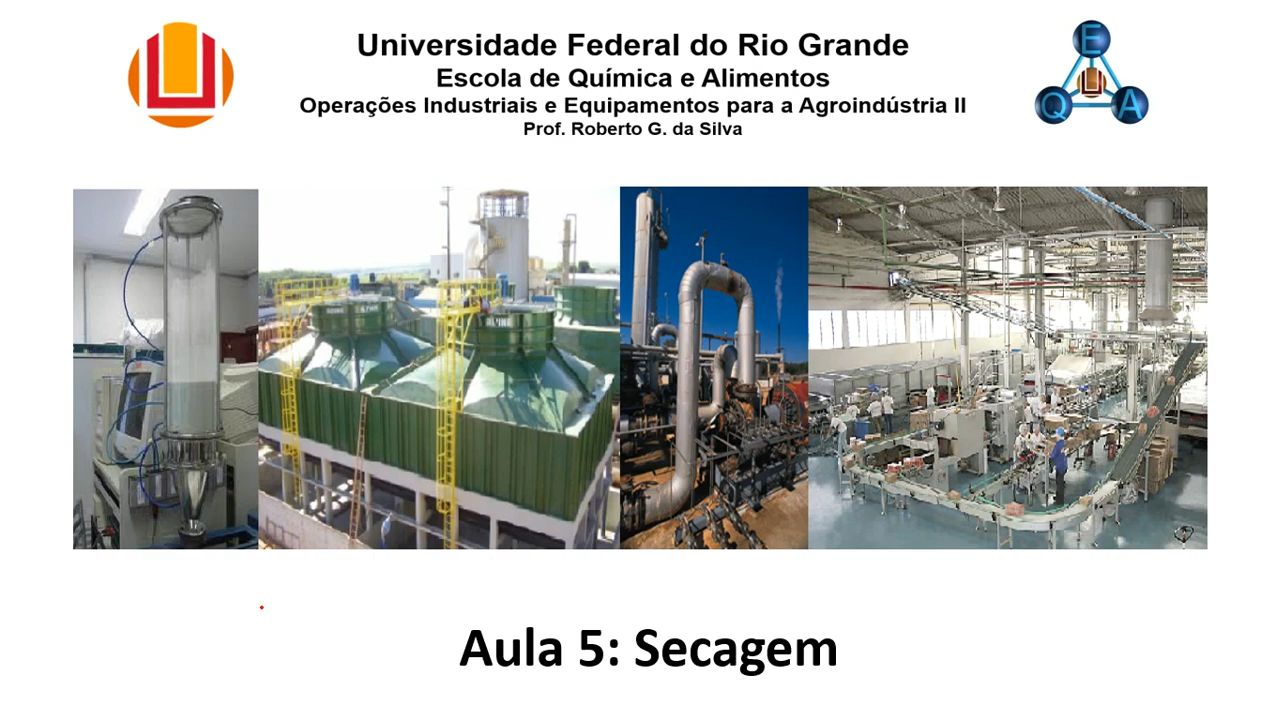 Universidade Federal do Rio Grande
Escola de Química e Alimentos
Operações Industriais e Equipamentos para a Agroindústria II
Prof. Roberto G. da Silva
E
Q
A
ALPINA
Aula 5: Secagem